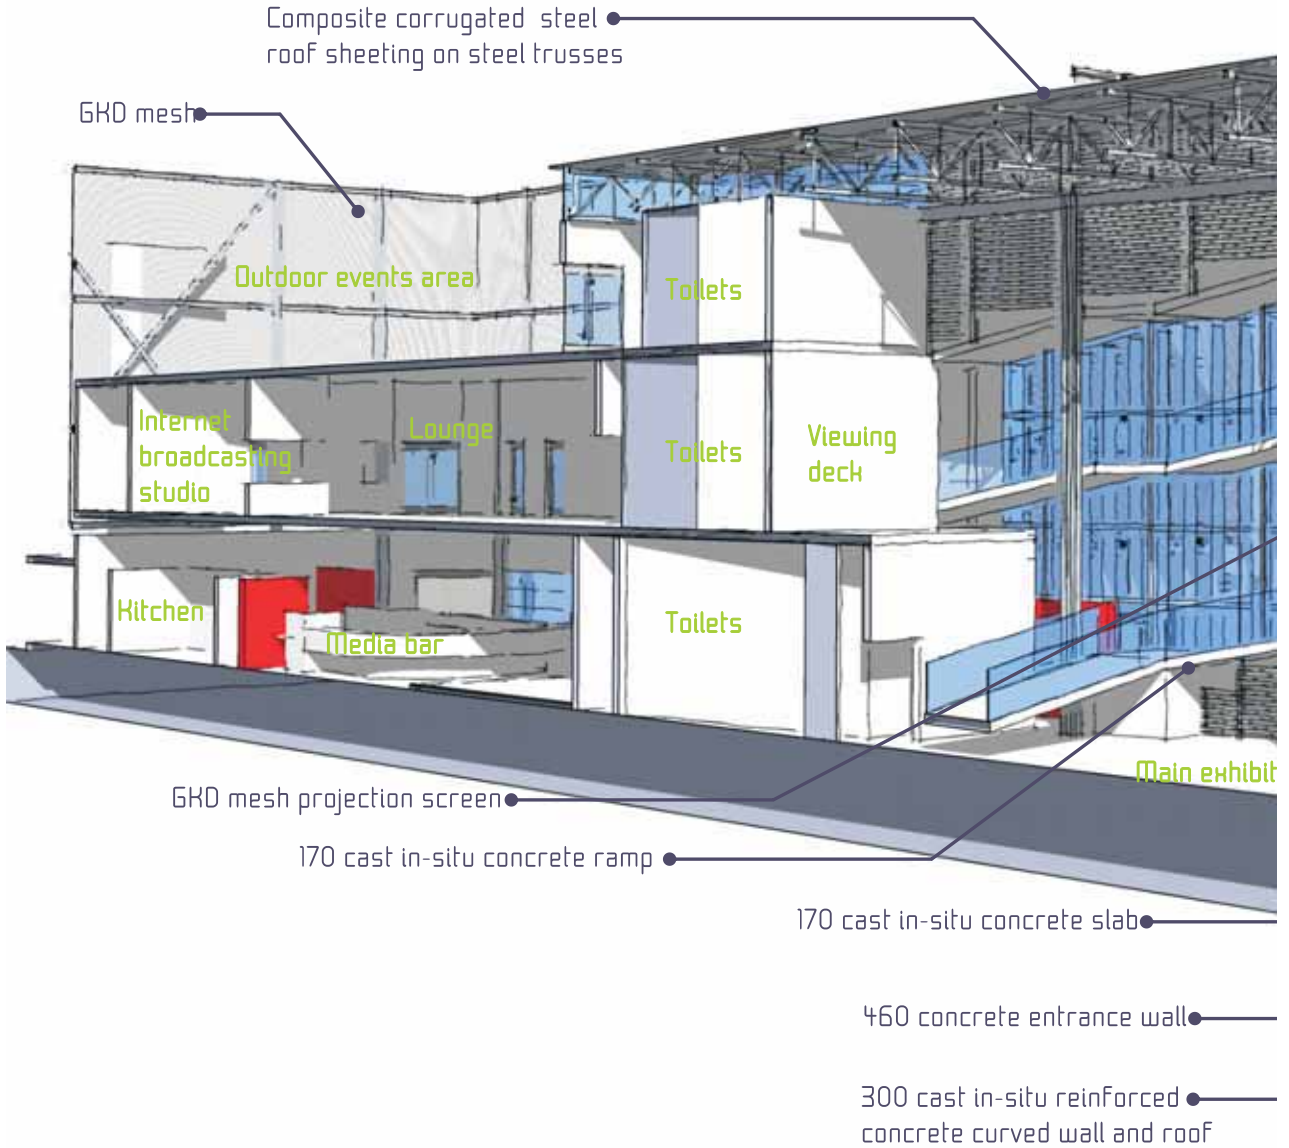 Composite corrugated steel
roof sheeting on steel trusses
GKD mesh
Outdoor events area
Toilets
Internet
broadcasting
studio
Lounge
Toilets
Viewing
deck
Kitchen
Media bar
Toilets
Main exhibit
GKD mesh projection screen
170 cast in-situ concrete ramp
170 cast in-situ concrete slab
460 concrete entrance wall
300 cast in-situ reinforced
concrete curved wall and roof